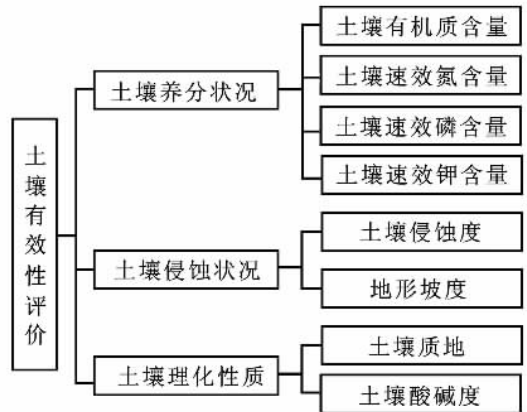 土壤有效性评价
土壤养分状况
土壤有机质含量
土壤速效氮含量
土壤速效磷含量
土壤速效钾含量
土壤侵蚀状况
土壤侵蚀度
地形坡度
土壤理化性质
土壤质地
土壤酸碱度